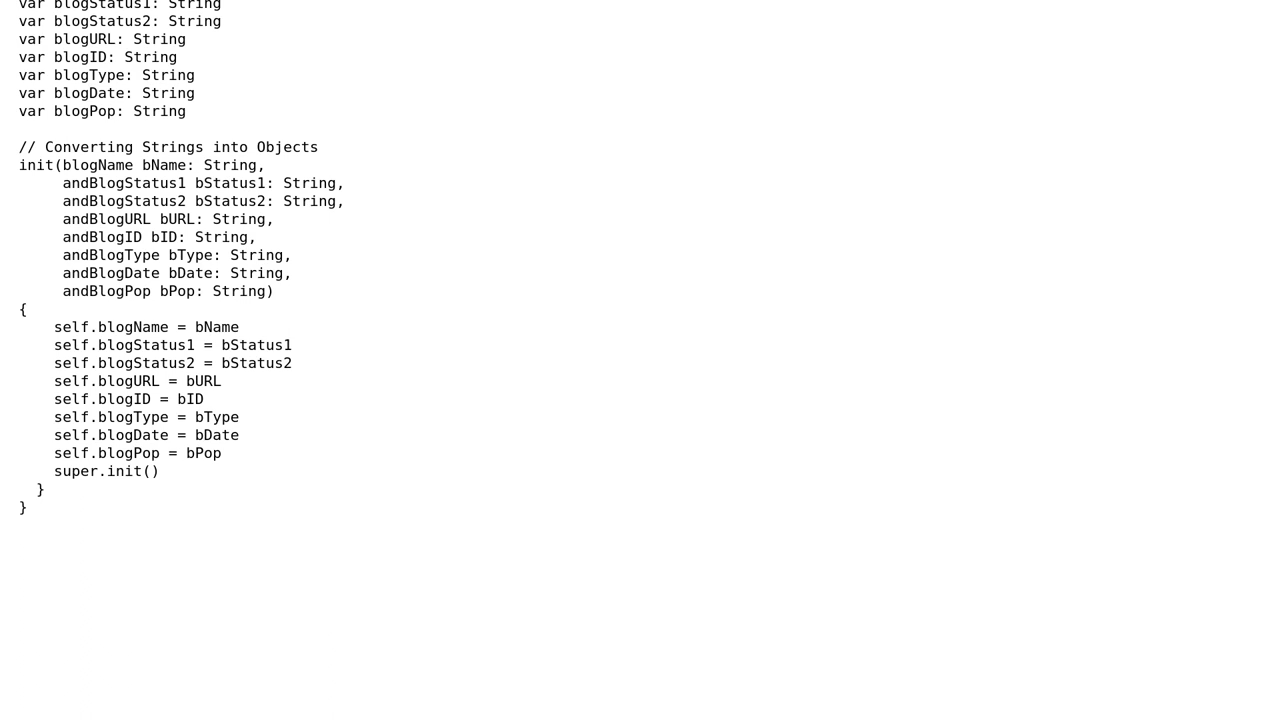 var blogStatus1: String
var blogStatus2: String
var blogURL: String
var blogID: String
var blogType: String
var blogDate: String
var blogPop: String

// Converting Strings into Objects
init(blogName bName: String,
     andBlogStatus1 bStatus1: String,
     andBlogStatus2 bStatus2: String,
     andBlogURL bURL: String,
     andBlogID bID: String,
     andBlogType bType: String,
     andBlogDate bDate: String,
     andBlogPop bPop: String)
{
    self.blogName = bName
    self.blogStatus1 = bStatus1
    self.blogStatus2 = bStatus2
    self.blogURL = bURL
    self.blogID = bID
    self.blogType = bType
    self.blogDate = bDate
    self.blogPop = bPop
    super.init()
  }
}